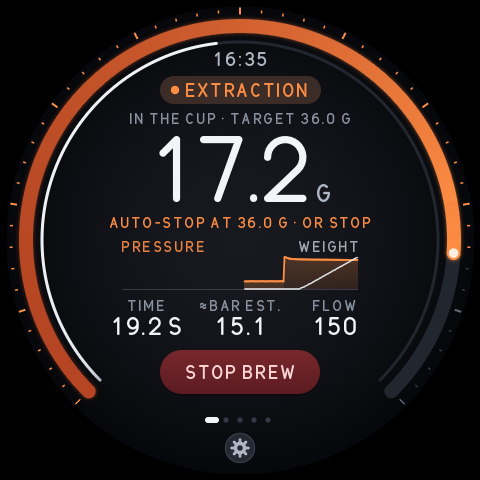 16:35
EXTRACTION
IN THE CUP · TARGET 36.0 G
17.2 G
AUTO-STOP AT 36.0 G · OR STOP
PRESSURE WEIGHT
TIME ≈BAR EST. FLOW
19.2 S 15.1 150
STOP BREW